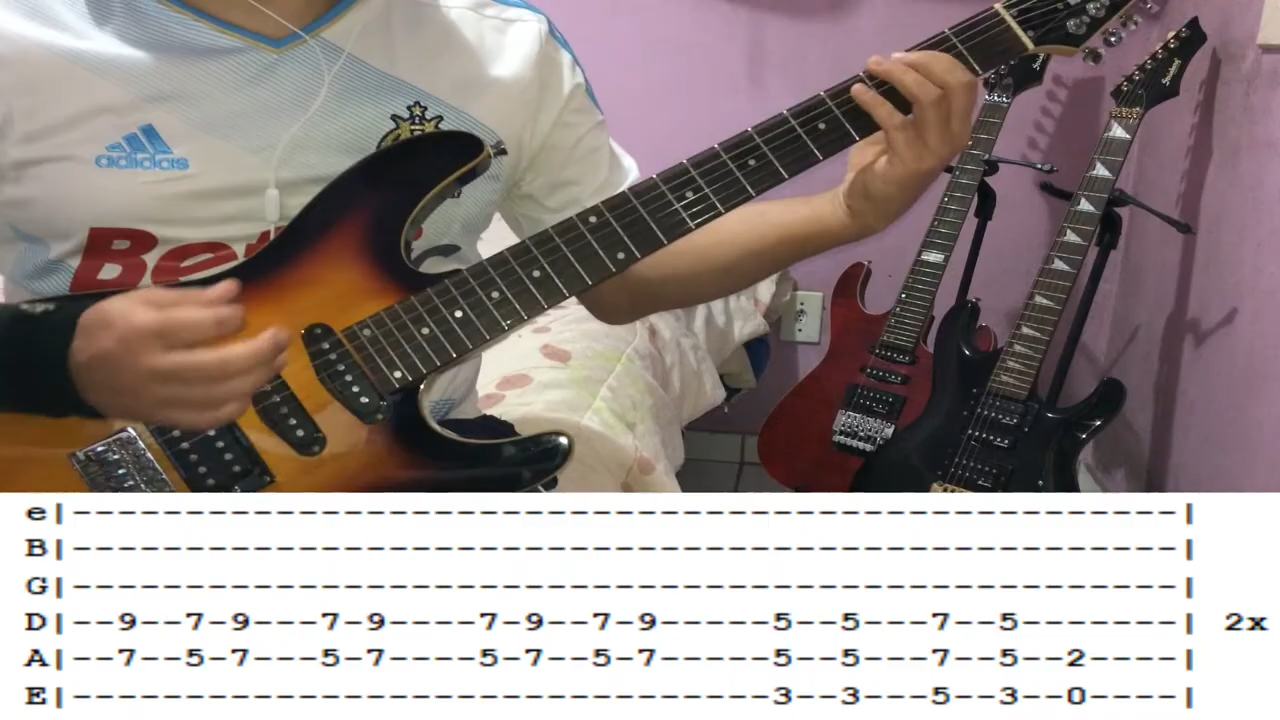 adidas
e|-------------------------------------------------|
B|-------------------------------------------------|
G|-------------------------------------------------|
D|--9--7-9---7-9----7-9--7-9-----5--5---7--5-------| 2x
A|--7--5-7---5-7----5-7--5-7-----5--5---7--5--2----|
E|-------------------------------3--3---5--3--0----|